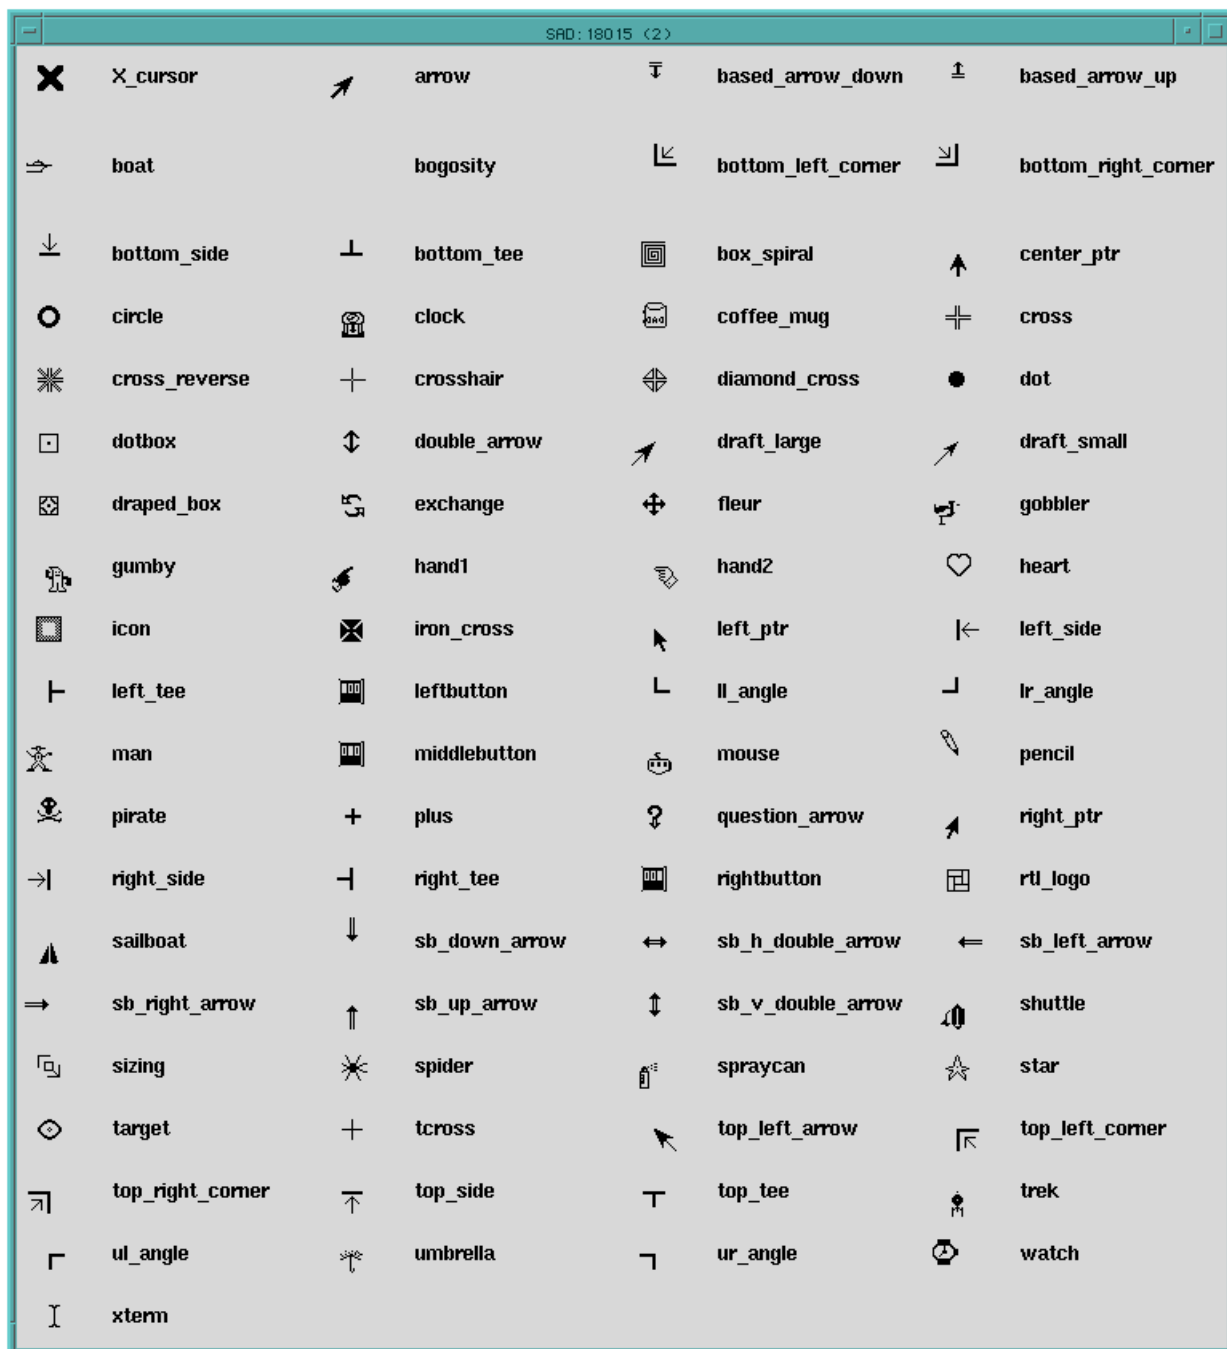 SAD:18015 (2)
X_cursor arrow based_arrow_down based_arrow_up
boat bogosity bottom_left_corner bottom_right_corner
bottom_side bottom_tee box_spiral center_ptr
circle clock coffee_mug cross
cross_reverse crosshair diamond_cross dot
dotbox double_arrow draft_large draft_small
draped_box exchange fleur gobbler
gumby hand1 hand2 heart
icon iron_cross left_ptr left_side
left_tee leftbutton ll_angle lr_angle
man middlebutton mouse pencil
pirate plus question_arrow right_ptr
right_side right_tee rightbutton rtl_logo
sailboat sb_down_arrow sb_h_double_arrow sb_left_arrow
sb_right_arrow sb_up_arrow sb_v_double_arrow shuttle
sizing spider spraycan star
target tcross top_left_arrow top_left_corner
top_right_corner top_side top_tee trek
ul_angle umbrella ur_angle watch
xterm